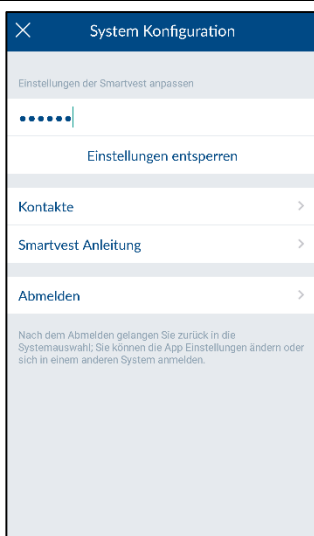 System Konfiguration
Einstellungen der Smartvest anpassen
••••••
Einstellungen entsperren
Kontakte
Smartvest Anleitung
Abmelden
Nach dem Abmelden gelangen Sie zurück in die
Systemauswahl; Sie können die App Einstellungen ändern oder
sich in einem anderen System anmelden.